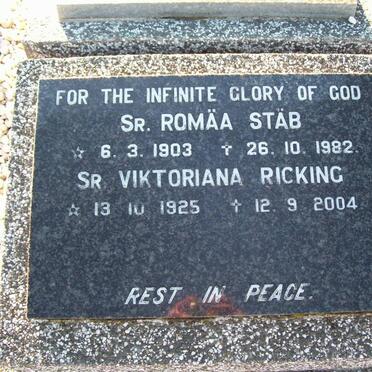 FOR THE INFINITE GLORY OF GOD
SR. ROMÄA STÄB
☆ 6. 3. 1903 ✝ 26. 10. 1982.
SR. VIKTORIANA RICKING
☆ 13. 10. 1925 ✝ 12. 9. 2004
REST IN PEACE.